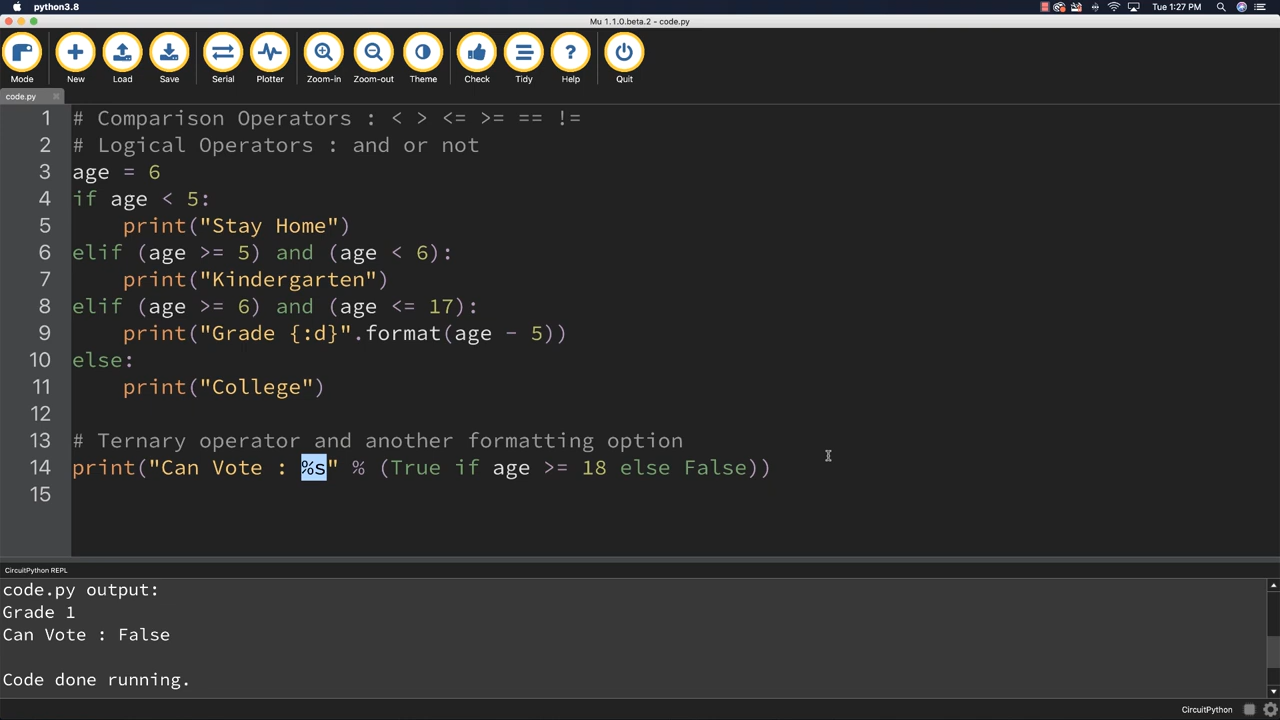 python3.8
Tue 1:27 PM
Mu 1.1.0.beta.2 - code.py
Mode New Load Save Serial Plotter Zoom-in Zoom-out Theme Check Tidy Help Quit
code.py
1 # Comparison Operators : < > <= >= == !=
2 # Logical Operators : and or not
3 age = 6
4 if age < 5:
5     print("Stay Home")
6 elif (age >= 5) and (age < 6):
7     print("Kindergarten")
8 elif (age >= 6) and (age <= 17):
9     print("Grade {:d}".format(age - 5))
10 else:
11     print("College")
12
13 # Ternary operator and another formatting option
14 print("Can Vote : %s" % (True if age >= 18 else False))
15
CircuitPython REPL
code.py output:
Grade 1
Can Vote : False
Code done running.
CircuitPython